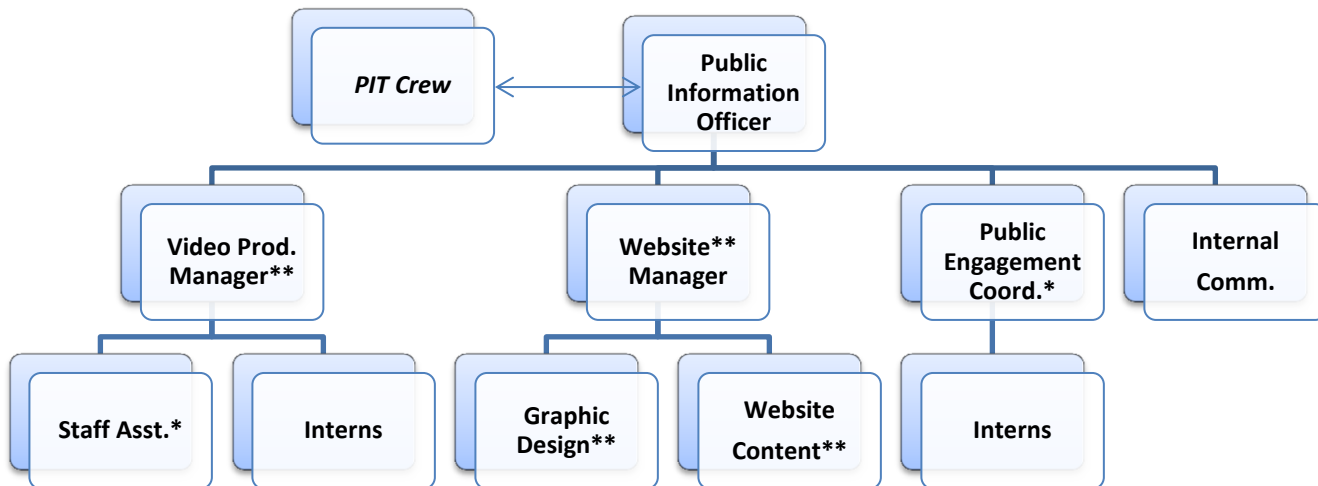 PIT Crew
Public
Information
Officer
Video Prod.
Manager**
Website**
Manager
Public
Engagement
Coord.*
Internal
Comm.
Staff Asst.*
Interns
Graphic
Design**
Website
Content**
Interns